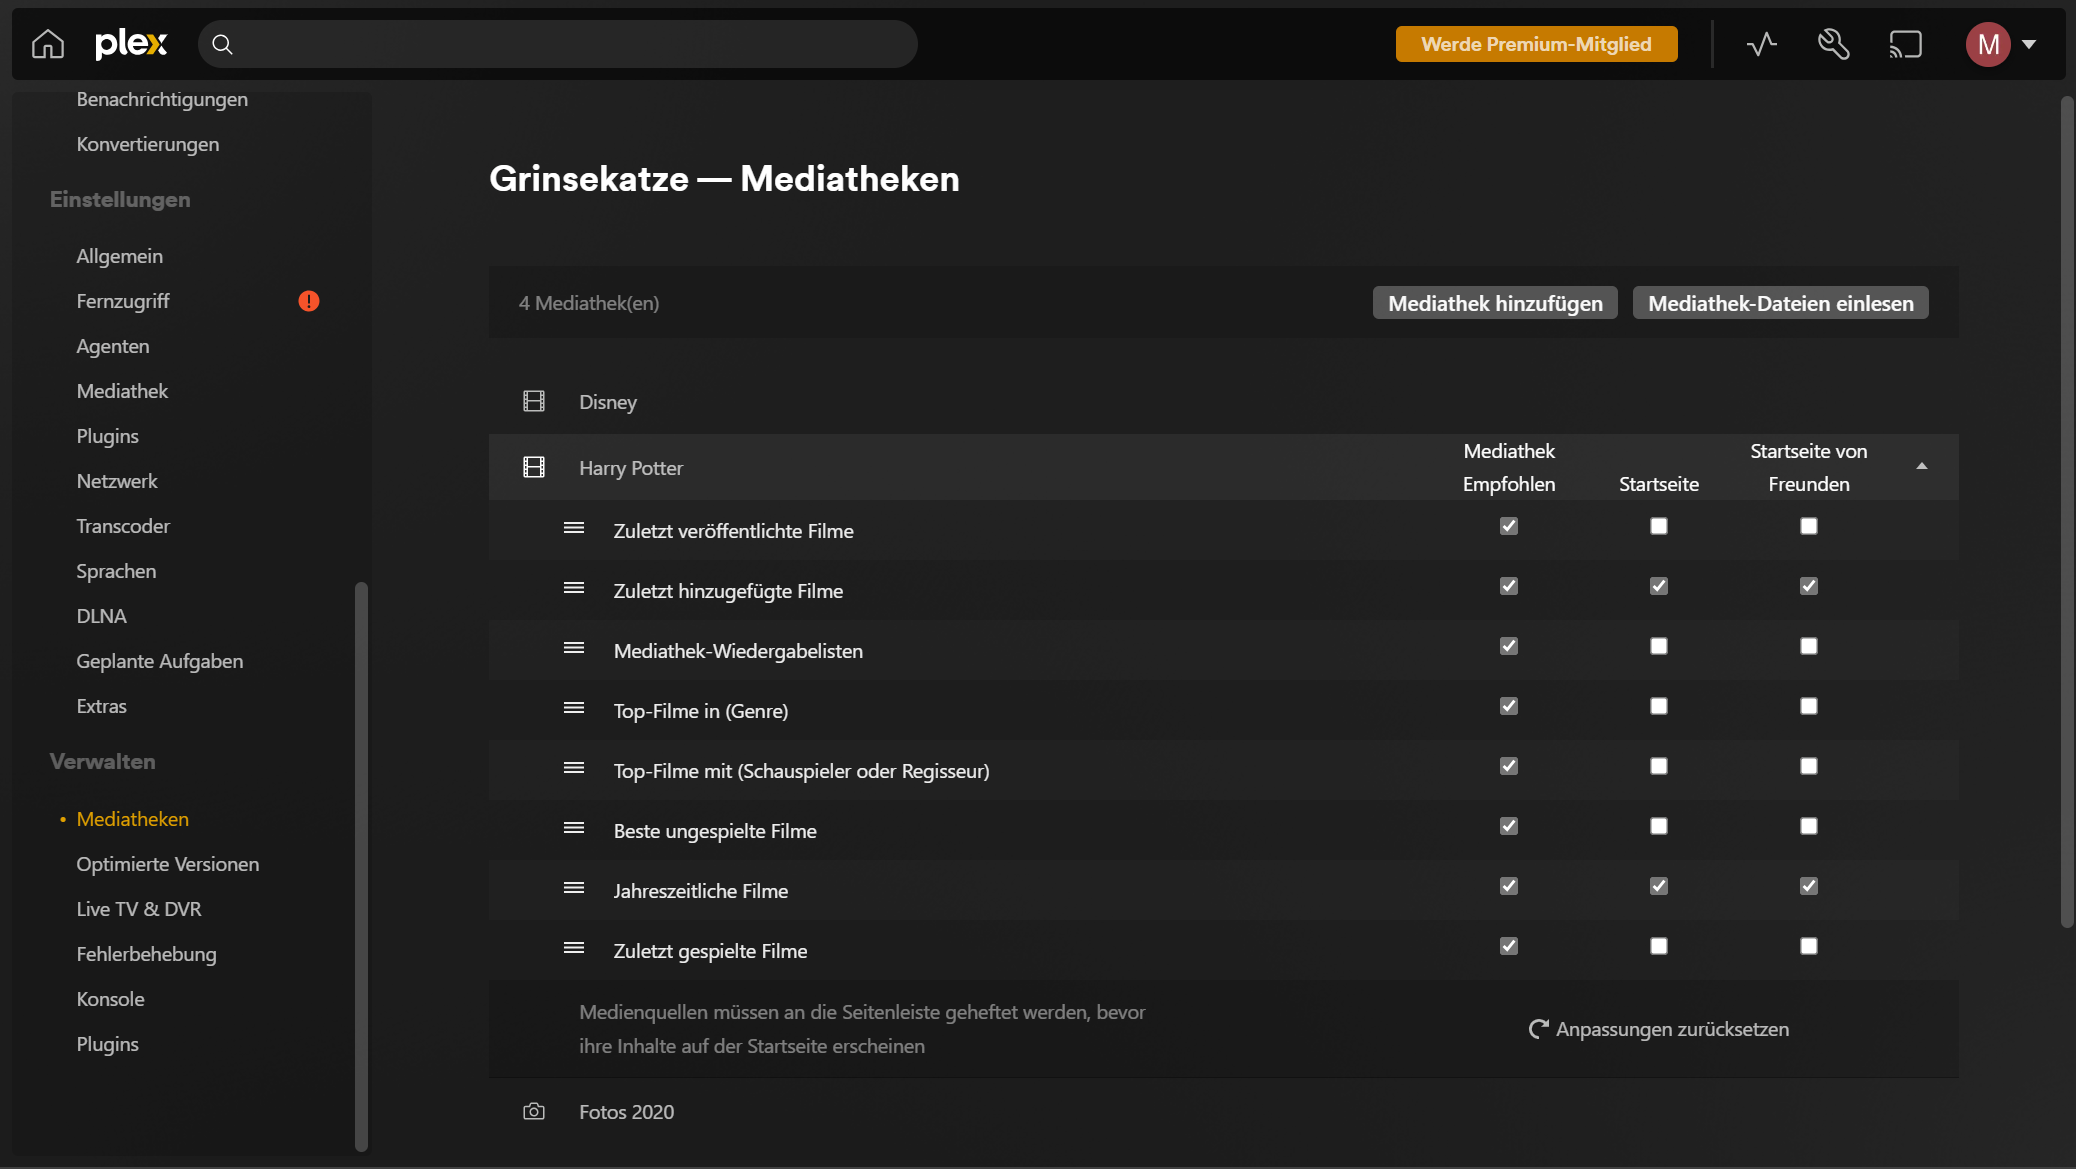 plex
Werde Premium-Mitglied
M
Benachrichtigungen
Konvertierungen
Einstellungen
Allgemein
Fernzugriff
Agenten
Mediathek
Plugins
Netzwerk
Transcoder
Sprachen
DLNA
Geplante Aufgaben
Extras
Verwalten
• Mediatheken
Optimierte Versionen
Live TV & DVR
Fehlerbehebung
Konsole
Plugins
Grinsekatze — Mediatheken
4 Mediathek(en)
Mediathek hinzufügen
Mediathek-Dateien einlesen
Disney
Harry Potter
Mediathek
Empfohlen
Startseite
Startseite von
Freunden
Zuletzt veröffentlichte Filme
Zuletzt hinzugefügte Filme
Mediathek-Wiedergabelisten
Top-Filme in (Genre)
Top-Filme mit (Schauspieler oder Regisseur)
Beste ungespielte Filme
Jahreszeitliche Filme
Zuletzt gespielte Filme
Medienquellen müssen an die Seitenleiste geheftet werden, bevor
ihre Inhalte auf der Startseite erscheinen
Anpassungen zurücksetzen
Fotos 2020